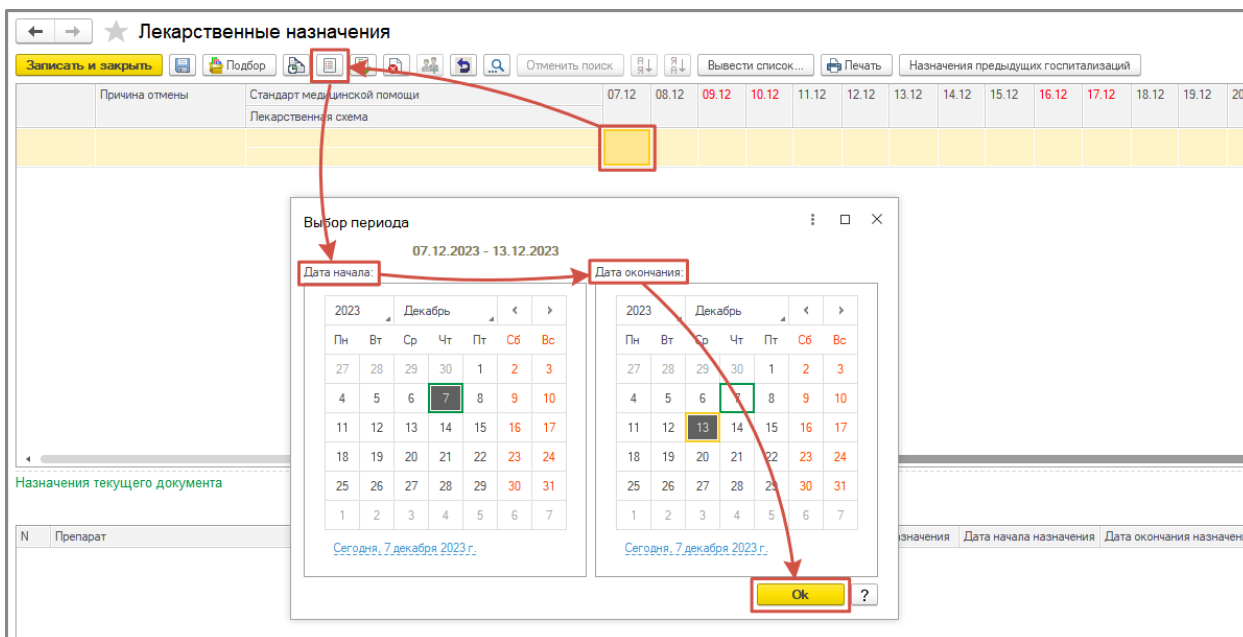 Лекарственные назначения
Записать и закрыть Подбор Отменить поиск Вывести список... Печать Назначения предыдущих госпитализаций
Причина отмены Стандарт медицинской помощи 07.12 08.12 09.12 10.12 11.12 12.12 13.12 14.12 15.12 16.12 17.12 18.12 19.12 20
Лекарственная схема
Выбор периода
07.12.2023 - 13.12.2023
Дата начала: Дата окончания:
2023 Декабрь 2023 Декабрь
Пн Вт Ср Чт Пт Сб Вс Пн Вт Ср Чт Пт Сб Вс
27 28 29 30 1 2 3 27 28 29 30 1 2 3
4 5 6 7 8 9 10 4 5 6 7 8 9 10
11 12 13 14 15 16 17 11 12 13 14 15 16 17
18 19 20 21 22 23 24 18 19 20 21 22 23 24
Назначения текущего документа
25 26 27 28 29 30 31 25 26 27 28 29 30 31
1 2 3 4 5 6 7 1 2 3 4 5 6 7
N Препарат азначения Дата начала назначения Дата окончания назначен
Сегодня, 7 декабря 2023 г. Сегодня, 7 декабря 2023 г.
Ok ?